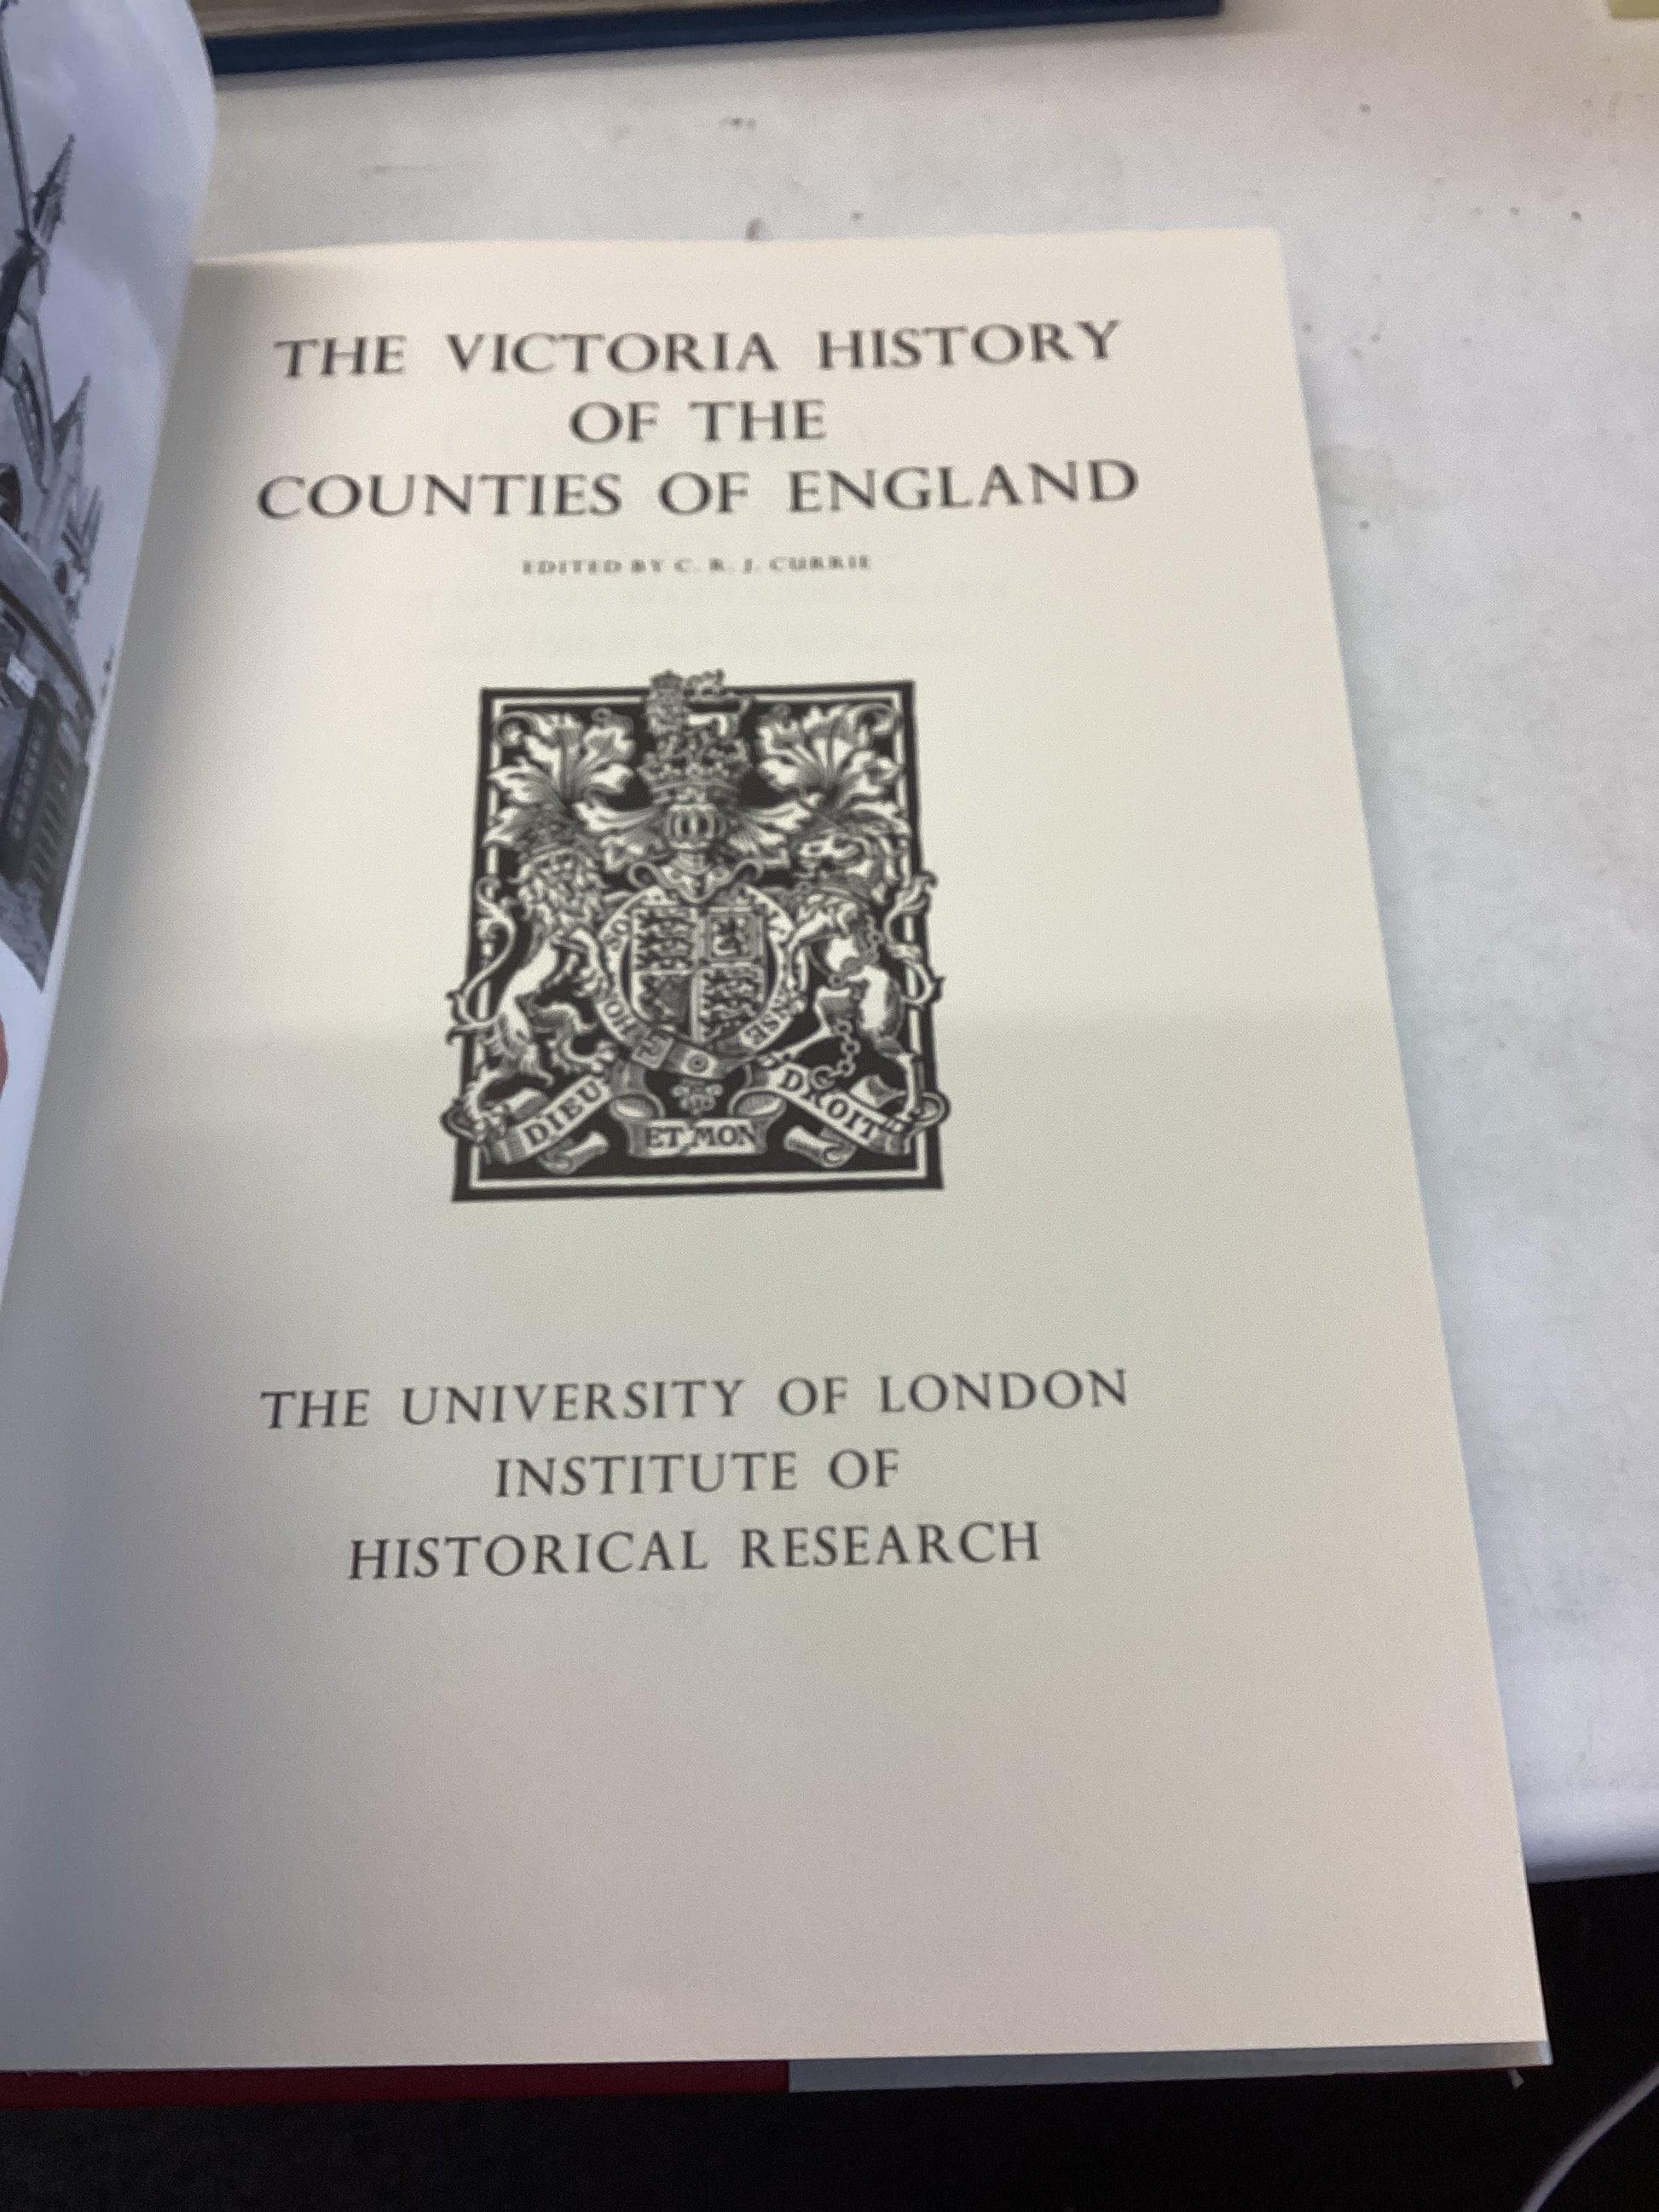 THE VICTORIA HISTORY
OF THE
COUNTIES OF ENGLAND
EDITED BY C. R. J. CURRIE
DIEU
ET MON
DROIT
THE UNIVERSITY OF LONDON
INSTITUTE OF
HISTORICAL RESEARCH